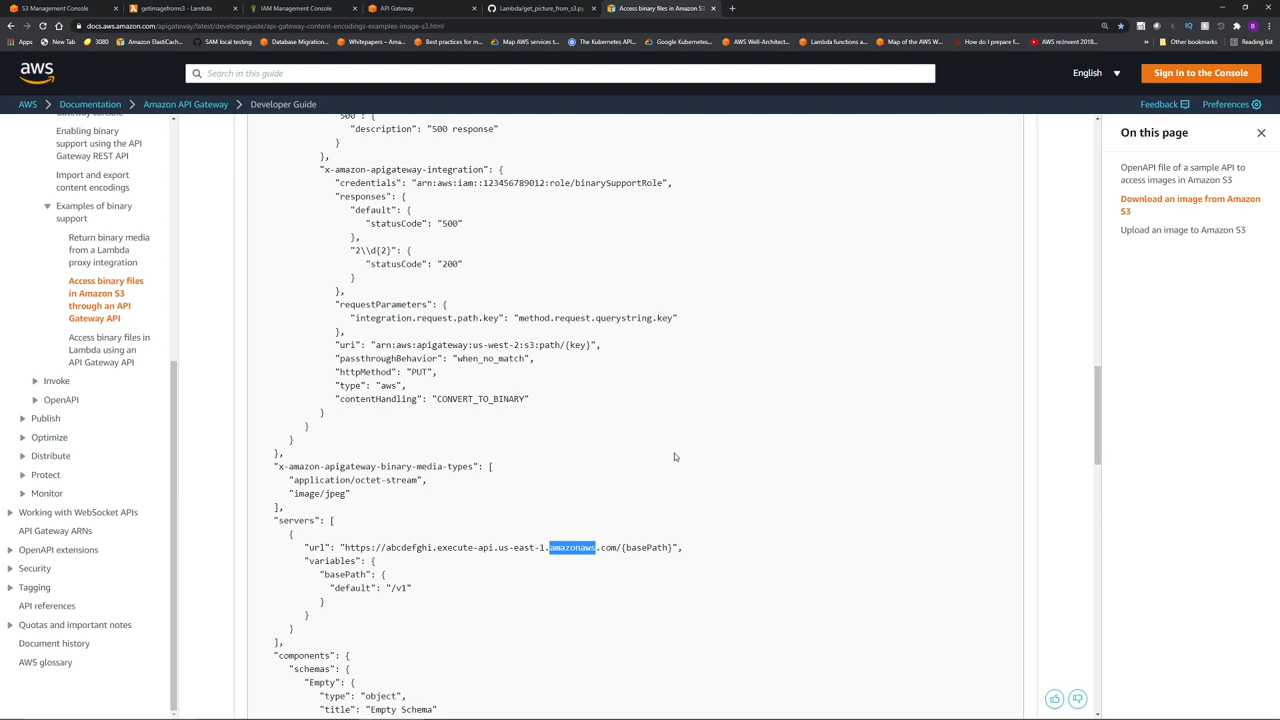 S3 Management Console
getimagefroms3 - Lambda
IAM Management Console
API Gateway
Lambda/get_picture_from_s3.py
Access binary files in Amazon S3
docs.aws.amazon.com/apigateway/latest/developerguide/api-gateway-content-encodings-examples-image-s3.html
Apps
New Tab
3080
Amazon ElastiCach...
SAM local testing
Database Migration...
Whitepapers – Ama...
Best practices for m...
Map AWS services t...
The Kubernetes API...
Google Kubernetes...
AWS Well-Architect...
Lambda functions a...
Map of the AWS W...
How do I prepare f...
AWS re:Invent 2018...
Other bookmarks
Reading list
aws
Search in this guide
English
Sign In to the Console
AWS
Documentation
Amazon API Gateway
Developer Guide
Feedback
Preferences
Gateway console
Enabling binary
support using the API
Gateway REST API
Import and export
content encodings
Examples of binary
support
Return binary media
from a Lambda
proxy integration
Access binary files
in Amazon S3
through an API
Gateway API
Access binary files in
Lambda using an
API Gateway API
Invoke
OpenAPI
Publish
Optimize
Distribute
Protect
Monitor
Working with WebSocket APIs
API Gateway ARNs
OpenAPI extensions
Security
Tagging
API references
Quotas and important notes
Document history
AWS glossary
"500": {
"description": "500 response"
}
},
"x-amazon-apigateway-integration": {
"credentials": "arn:aws:iam::123456789012:role/binarySupportRole",
"responses": {
"default": {
"statusCode": "500"
},
"2\\d{2}": {
"statusCode": "200"
}
},
"requestParameters": {
"integration.request.path.key": "method.request.querystring.key"
},
"uri": "arn:aws:apigateway:us-west-2:s3:path/{key}",
"passthroughBehavior": "when_no_match",
"httpMethod": "PUT",
"type": "aws",
"contentHandling": "CONVERT_TO_BINARY"
}
}
}
},
"x-amazon-apigateway-binary-media-types": [
"application/octet-stream",
"image/jpeg"
],
"servers": [
{
"url": "https://abcdefghi.execute-api.us-east-1.amazonaws.com/{basePath}",
"variables": {
"basePath": {
"default": "/v1"
}
}
}
],
"components": {
"schemas": {
"Empty": {
"type": "object",
"title": "Empty Schema"
On this page
OpenAPI file of a sample API to
access images in Amazon S3
Download an image from Amazon
S3
Upload an image to Amazon S3